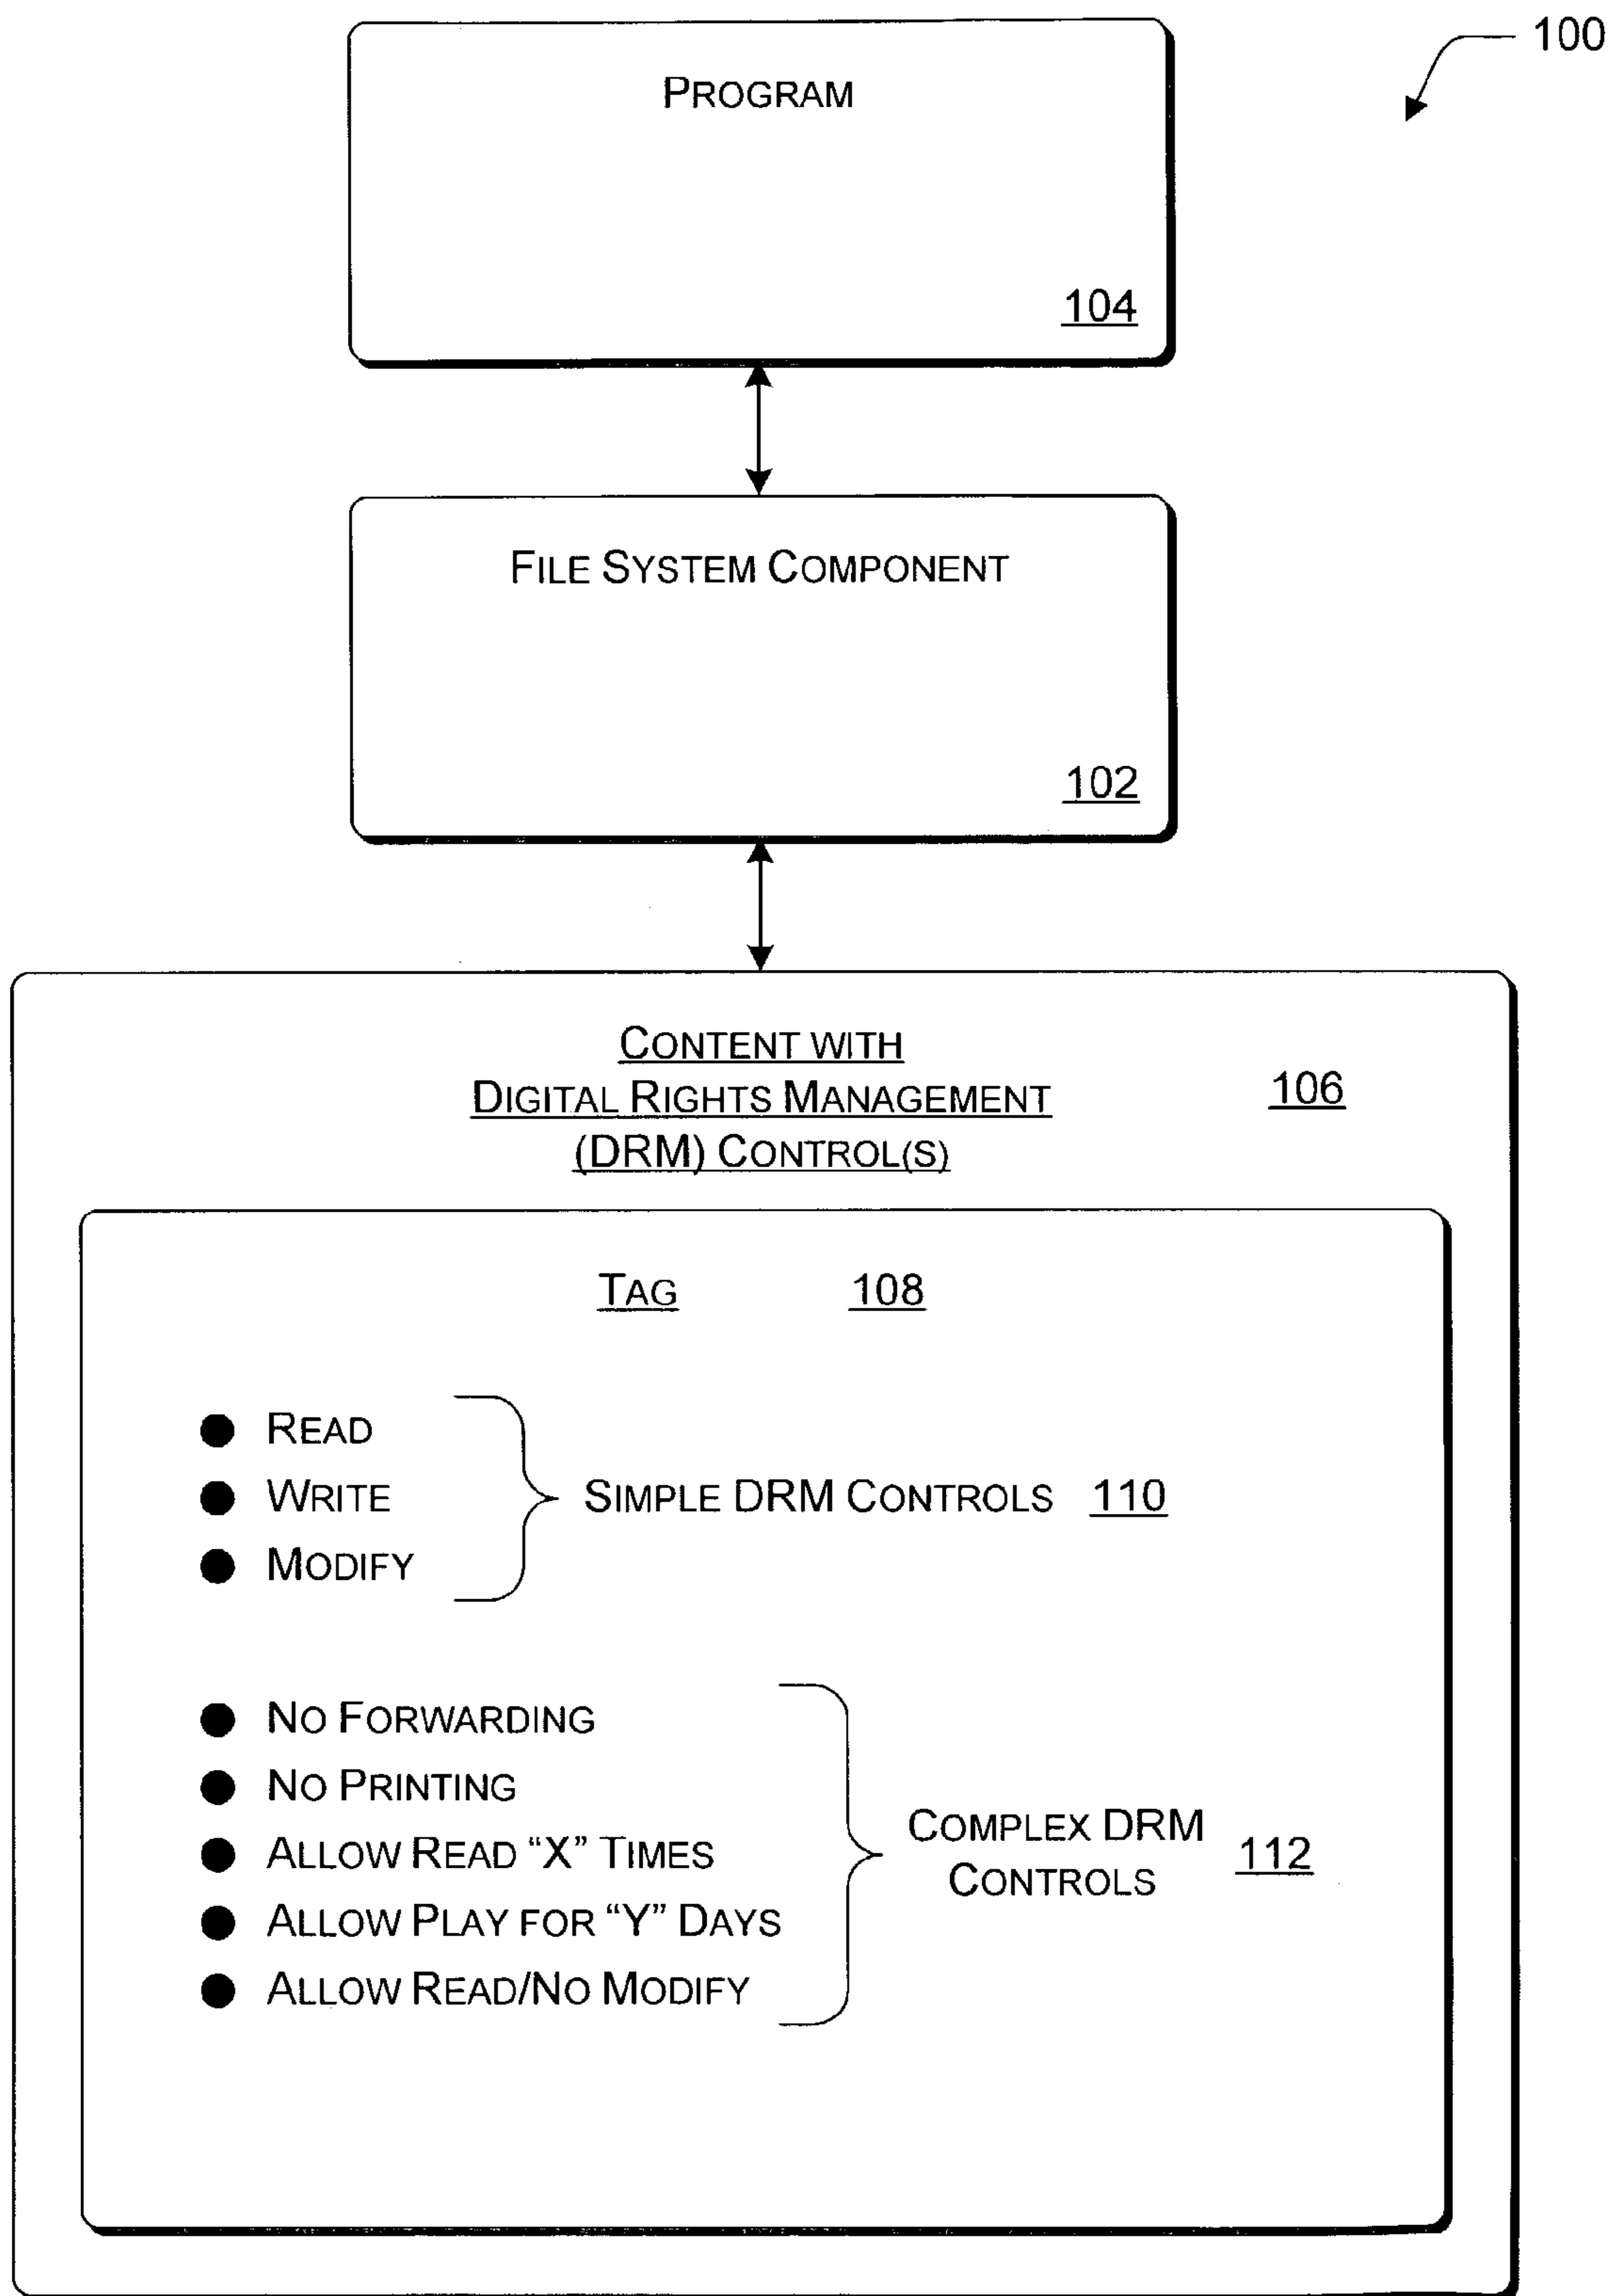 100
PROGRAM
104
FILE SYSTEM COMPONENT
102
CONTENT WITH
DIGITAL RIGHTS MANAGEMENT
(DRM) CONTROL(S)
106
TAG 108
● READ
● WRITE
● MODIFY
SIMPLE DRM CONTROLS 110
● NO FORWARDING
● NO PRINTING
● ALLOW READ “X” TIMES
● ALLOW PLAY FOR “Y” DAYS
● ALLOW READ/NO MODIFY
COMPLEX DRM
CONTROLS
112